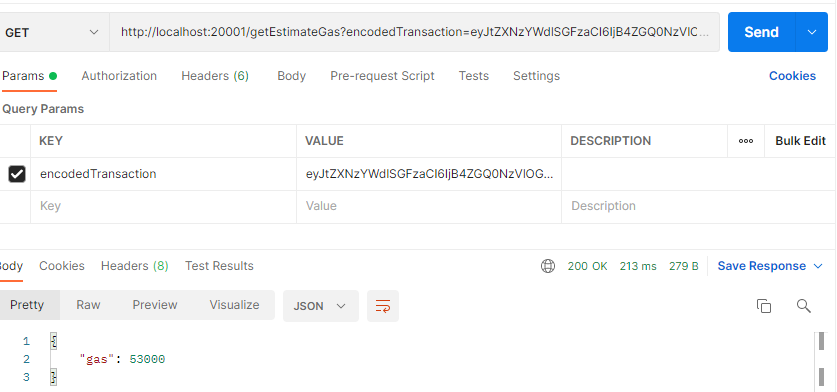 GET http://localhost:20001/getEstimateGas?encodedTransaction=eyJtZXNzYWdlSGFzaCI6IjB4ZGQ0NzVlOC... Send
Params Authorization Headers (6) Body Pre-request Script Tests Settings Cookies
Query Params
KEY VALUE DESCRIPTION ooo Bulk Edit
encodedTransaction eyJtZXNzYWdlSGFzaCI6IjB4ZGQ0NzVlOG...
Key Value Description
Body Cookies Headers (8) Test Results 200 OK 213 ms 279 B Save Response
Pretty Raw Preview Visualize JSON
1 {
2 "gas": 53000
3 }